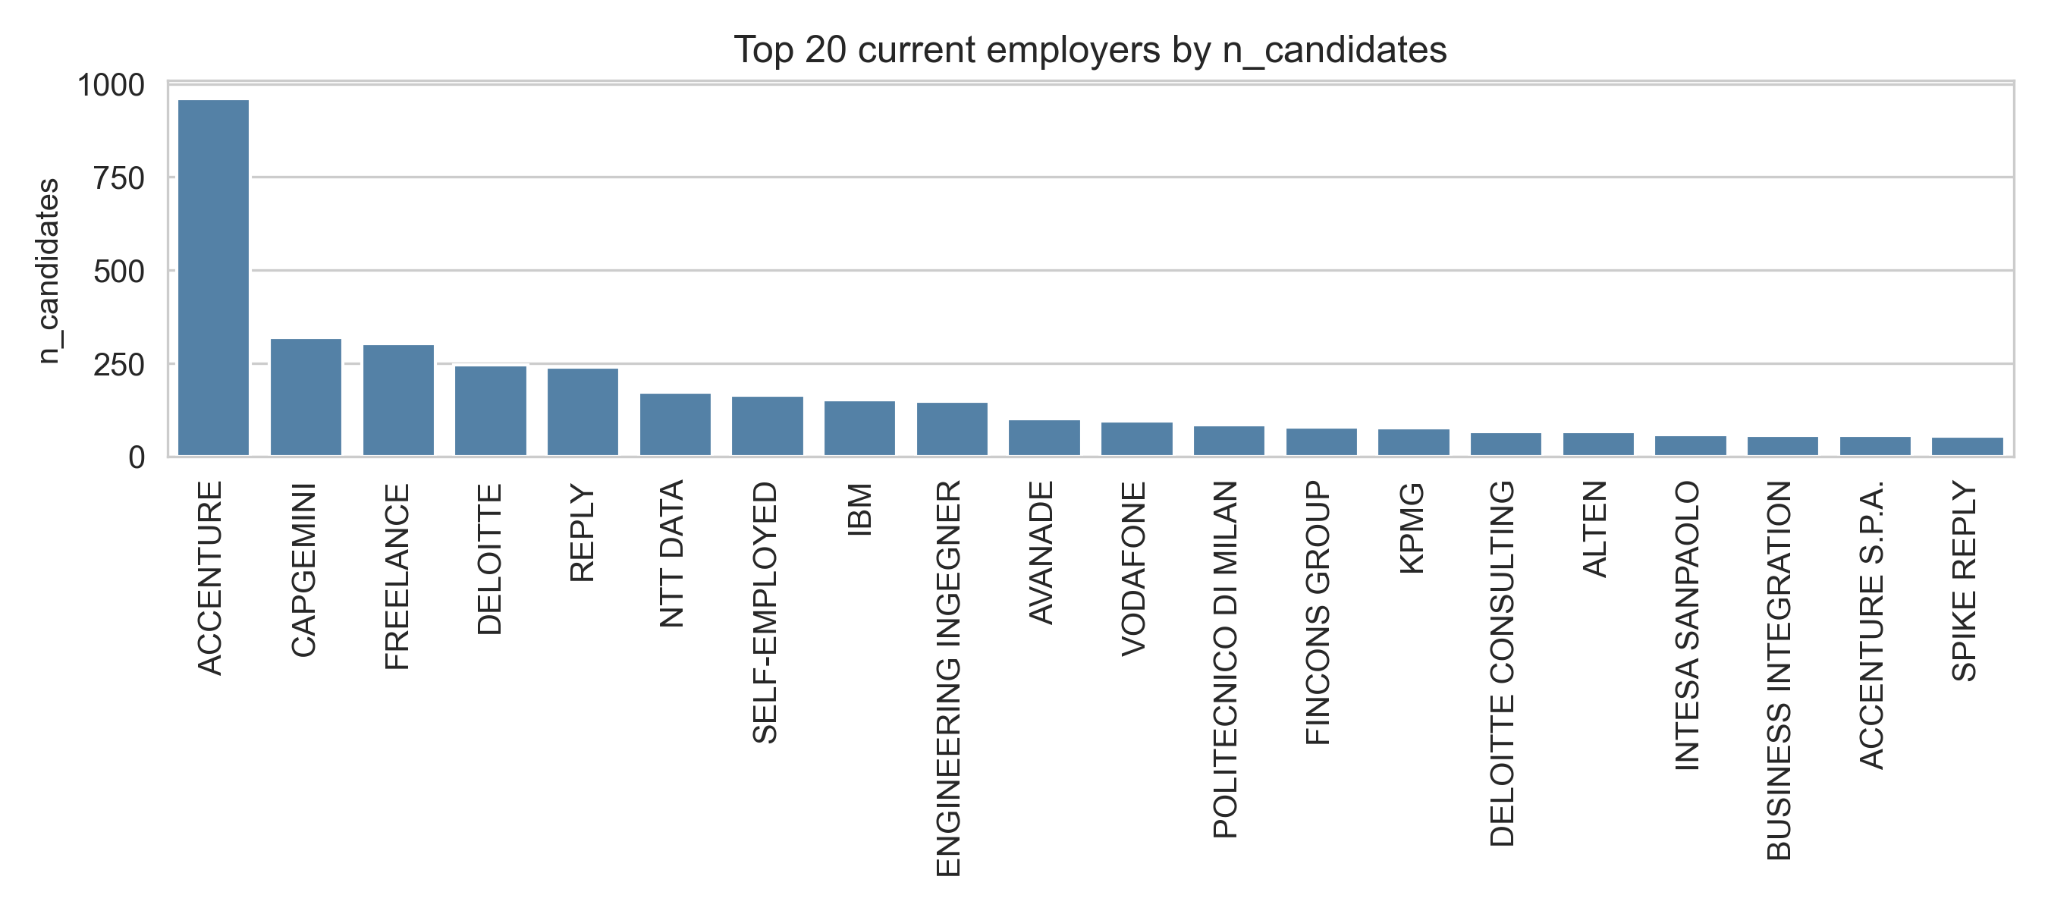 Top 20 current employers by n_candidates
n_candidates
1000
750
500
250
0
ACCENTURE
CAPGEMINI
FREELANCE
DELOITTE
REPLY
NTT DATA
SELF-EMPLOYED
IBM
ENGINEERING INGEGNER
AVANADE
VODAFONE
POLITECNICO DI MILAN
FINCONS GROUP
KPMG
DELOITTE CONSULTING
ALTEN
INTESA SANPAOLO
BUSINESS INTEGRATION
ACCENTURE S.P.A.
SPIKE REPLY